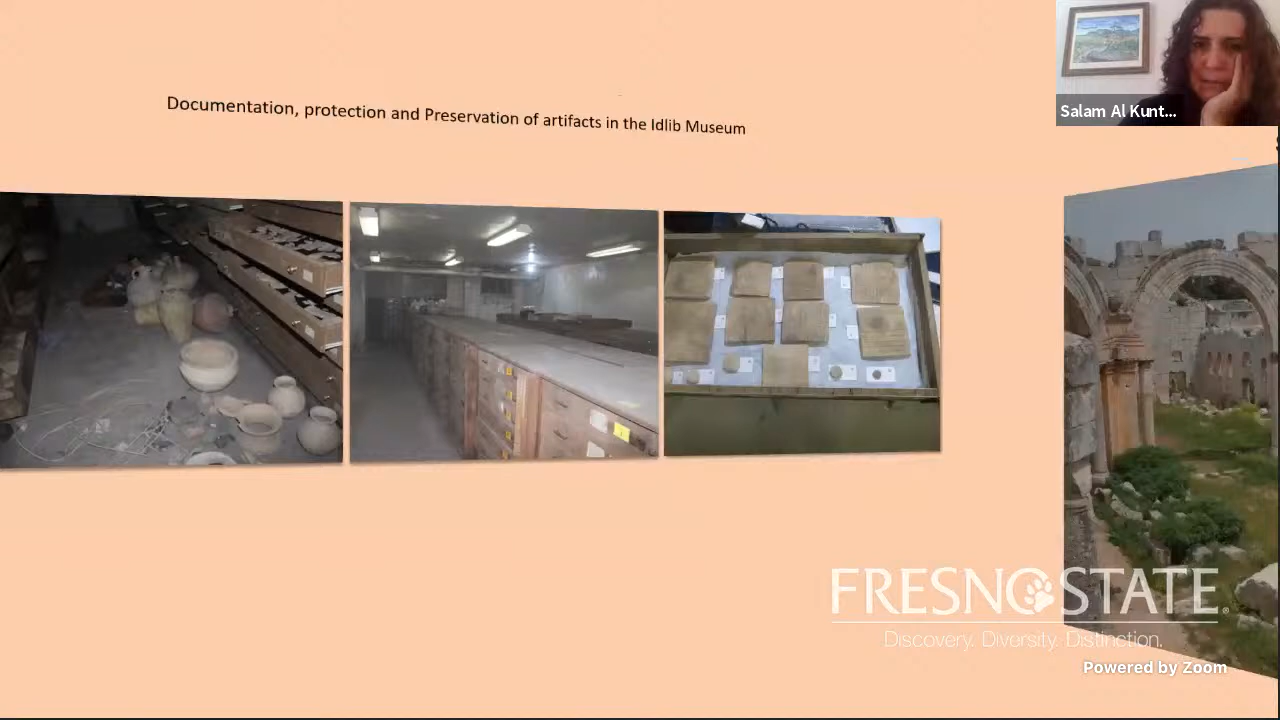 Documentation, protection and Preservation of artifacts in the Idlib Museum
Salam Al Kunt...
FRESNO STATE®
Discovery. Diversity. Distinction.
Powered by Zoom